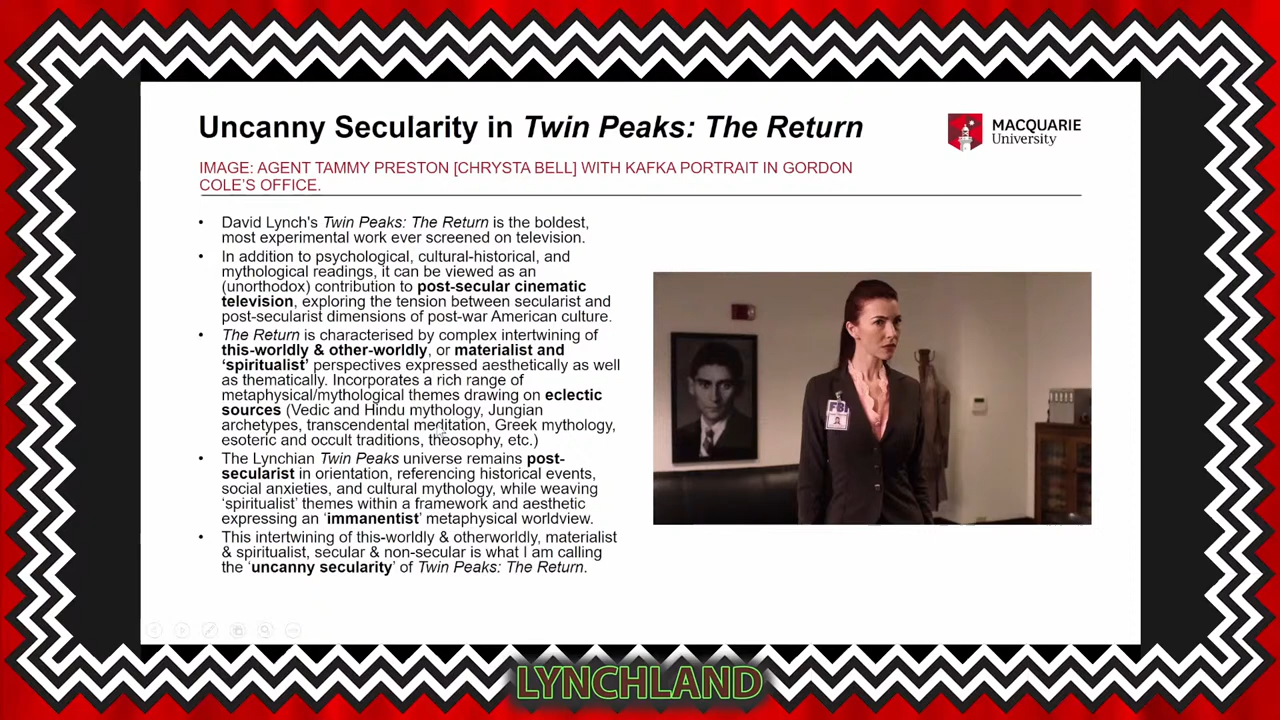 Uncanny Secularity in Twin Peaks: The Return
MACQUARIE
University
IMAGE: AGENT TAMMY PRESTON [CHRYSTA BELL] WITH KAFKA PORTRAIT IN GORDON
COLE'S OFFICE.
• David Lynch's Twin Peaks: The Return is the boldest,
most experimental work ever screened on television.
• In addition to psychological, cultural-historical, and
mythological readings, it can be viewed as an
(unorthodox) contribution to post-secular cinematic
television, exploring the tension between secularist and
post-secularist dimensions of post-war American culture.
• The Return is characterised by complex intertwining of
this-worldly & other-worldly, or materialist and
'spiritualist' perspectives expressed aesthetically as well
as thematically. Incorporates a rich range of
metaphysical/mythological themes drawing on eclectic
sources (Vedic and Hindu mythology, Jungian
archetypes, transcendental meditation, Greek mythology,
esoteric and occult traditions, theosophy, etc.)
• The Lynchian Twin Peaks universe remains post-
secularist in orientation, referencing historical events,
social anxieties, and cultural mythology, while weaving
'spiritualist' themes within a framework and aesthetic
expressing an 'immanentist' metaphysical worldview.
• This intertwining of this-worldly & otherworldly, materialist
& spiritualist, secular & non-secular is what I am calling
the 'uncanny secularity' of Twin Peaks: The Return.
FBI
LYNCHLAND